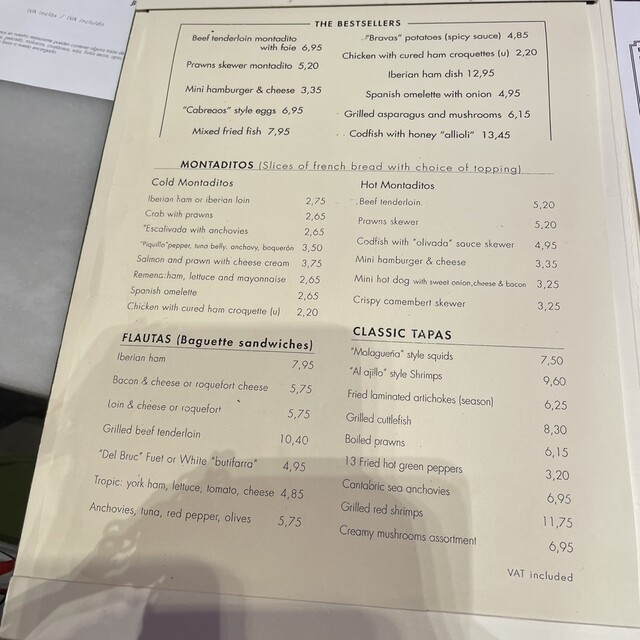 IVA inclòs / IVA incluido
THE BESTSELLERS
Beef tenderloin montadito
with foie 6,95
Prawns skewer montadito 5,20
Mini hamburger & cheese 3,35
"Cabreaos" style eggs 6,95
Mixed fried fish 7,95
"Bravas" potatoes (spicy sauce) 4,85
Chicken with cured ham croquettes (u) 2,20
Iberian ham dish 12,95
Spanish omelette with onion 4,95
Grilled asparagus and mushrooms 6,15
Codfish with honey "allioli" 13,45
MONTADITOS (Slices of french bread with choice of topping)
Cold Montaditos
Iberian ham or iberian loin 2,75
Crab with prawns 2,65
"Escalivada with anchovies 2,65
"Piquillo"pepper, tuna belly, anchovy, boquerón 3,50
Salmon and prawn with cheese cream 3,75
Remena:ham, lettuce and mayonnaise 2,65
Spanish omelette 2,65
Chicken with cured ham croquette (u) 2,20
Hot Montaditos
Beef tenderloin. 5,20
Prawns skewer 5,20
Codfish with "olivada" sauce skewer 4,95
Mini hamburger & cheese 3,35
Mini hot dog with sweet onion,cheese & bacon 3,25
Crispy camembert skewer 3,25
FLAUTAS (Baguette sandwiches)
Iberian ham 7,95
Bacon & cheese or roquefort cheese 5,75
Loin & cheese or roquefort 5,75
Grilled beef tenderloin 10,40
"Del Bruc" Fuet or White "butifarra" 4,95
Tropic: york ham, lettuce, tomato, cheese 4,85
Anchovies, tuna, red pepper, olives 5,75
CLASSIC TAPAS
"Malagueña" style squids 7,50
"Al ajillo" style Shrimps 9,60
Fried laminated artichokes (season) 6,25
Grilled cuttlefish 8,30
Boiled prawns 6,15
13 Fried hot green peppers 3,20
Cantabric sea anchovies 6,95
Grilled red shrimps 11,75
Creamy mushrooms assortment 6,95
VAT included